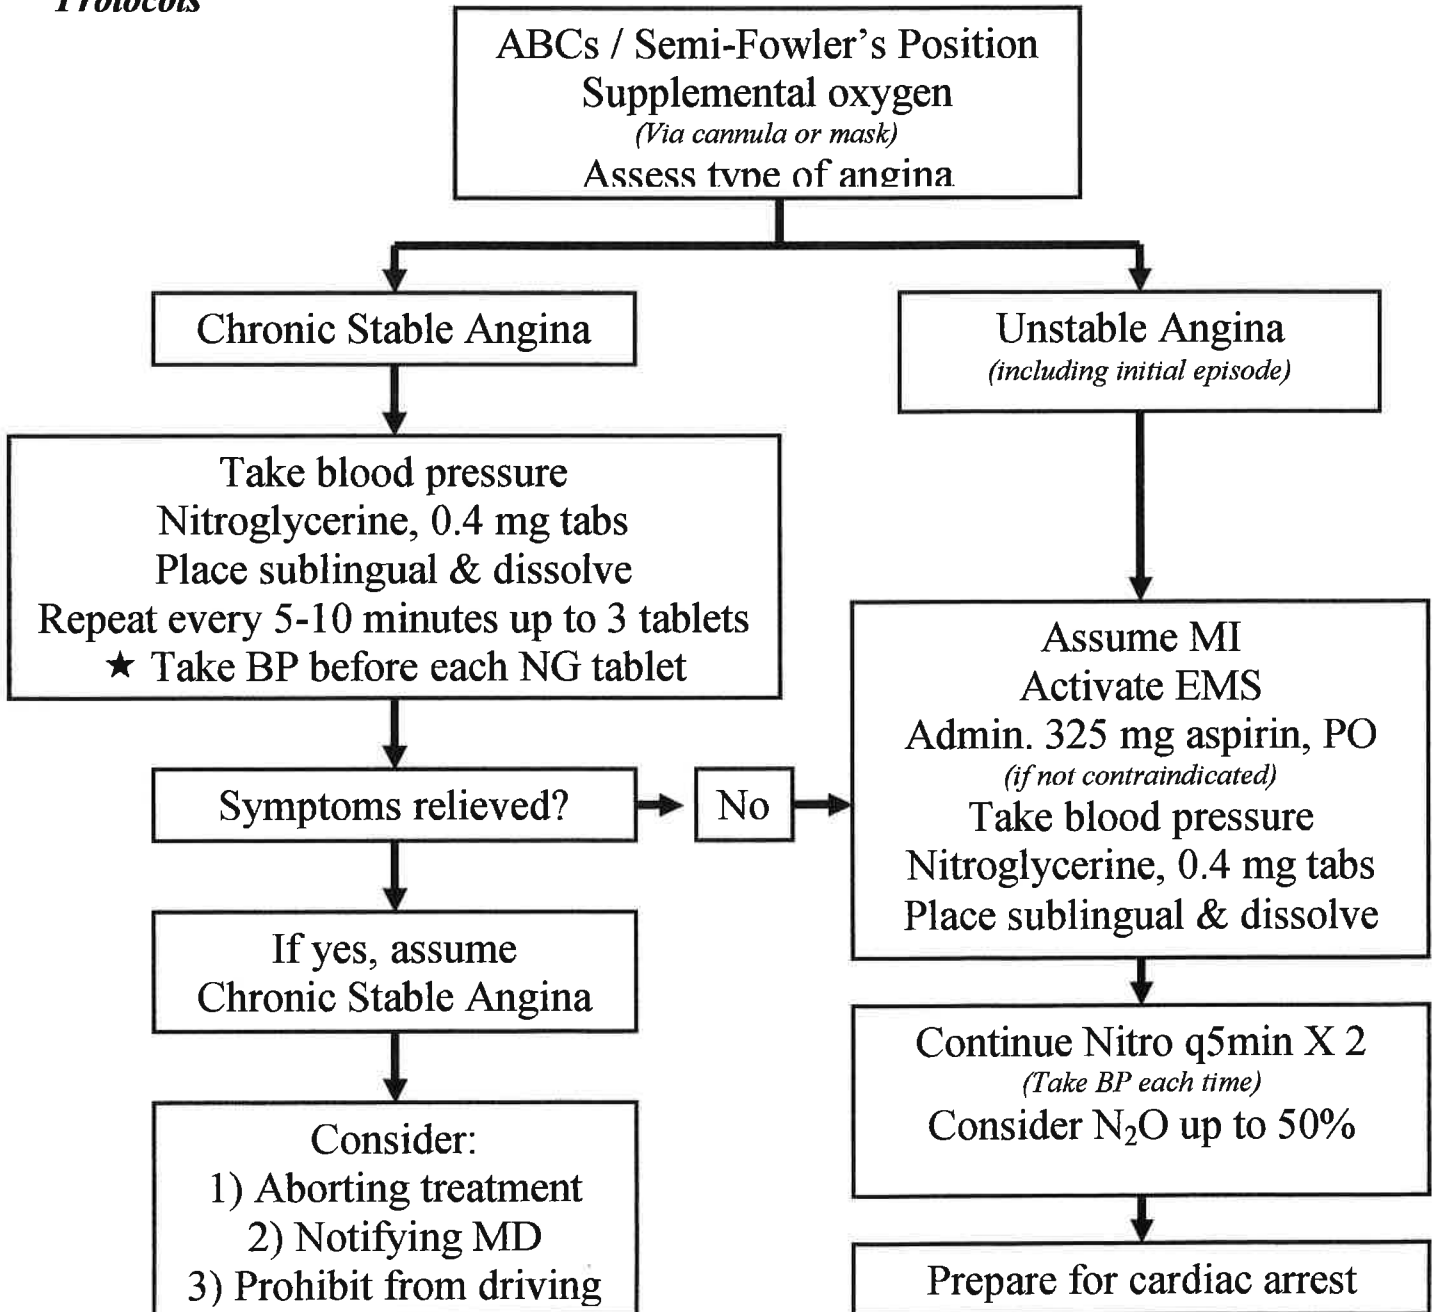 Protocols
ABCs / Semi-Fowler's Position
Supplemental oxygen
(Via cannula or mask)
Assess type of angina
Chronic Stable Angina
Unstable Angina
(including initial episode)
Take blood pressure
Nitroglycerine, 0.4 mg tabs
Place sublingual & dissolve
Repeat every 5-10 minutes up to 3 tablets
★ Take BP before each NG tablet
Symptoms relieved?
No
Assume MI
Activate EMS
Admin. 325 mg aspirin, PO
(if not contraindicated)
Take blood pressure
Nitroglycerine, 0.4 mg tabs
Place sublingual & dissolve
If yes, assume
Chronic Stable Angina
Continue Nitro q5min X 2
(Take BP each time)
Consider N₂O up to 50%
Consider:
1) Aborting treatment
2) Notifying MD
3) Prohibit from driving
Prepare for cardiac arrest